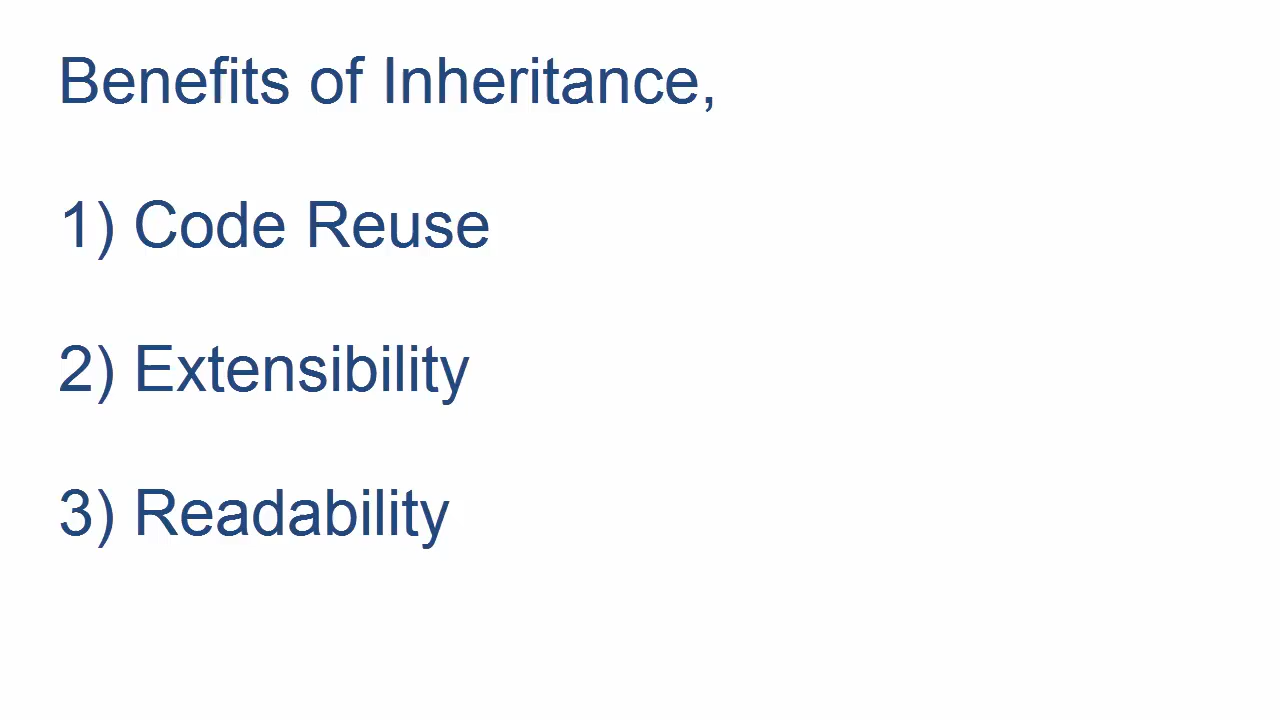 Benefits of Inheritance,
1) Code Reuse
2) Extensibility
3) Readability